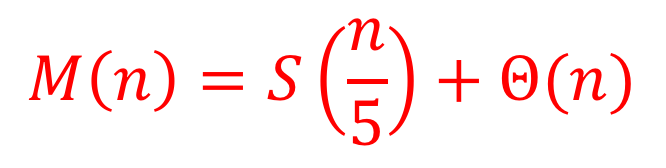 M(n) = S(n/5) + Θ(n)